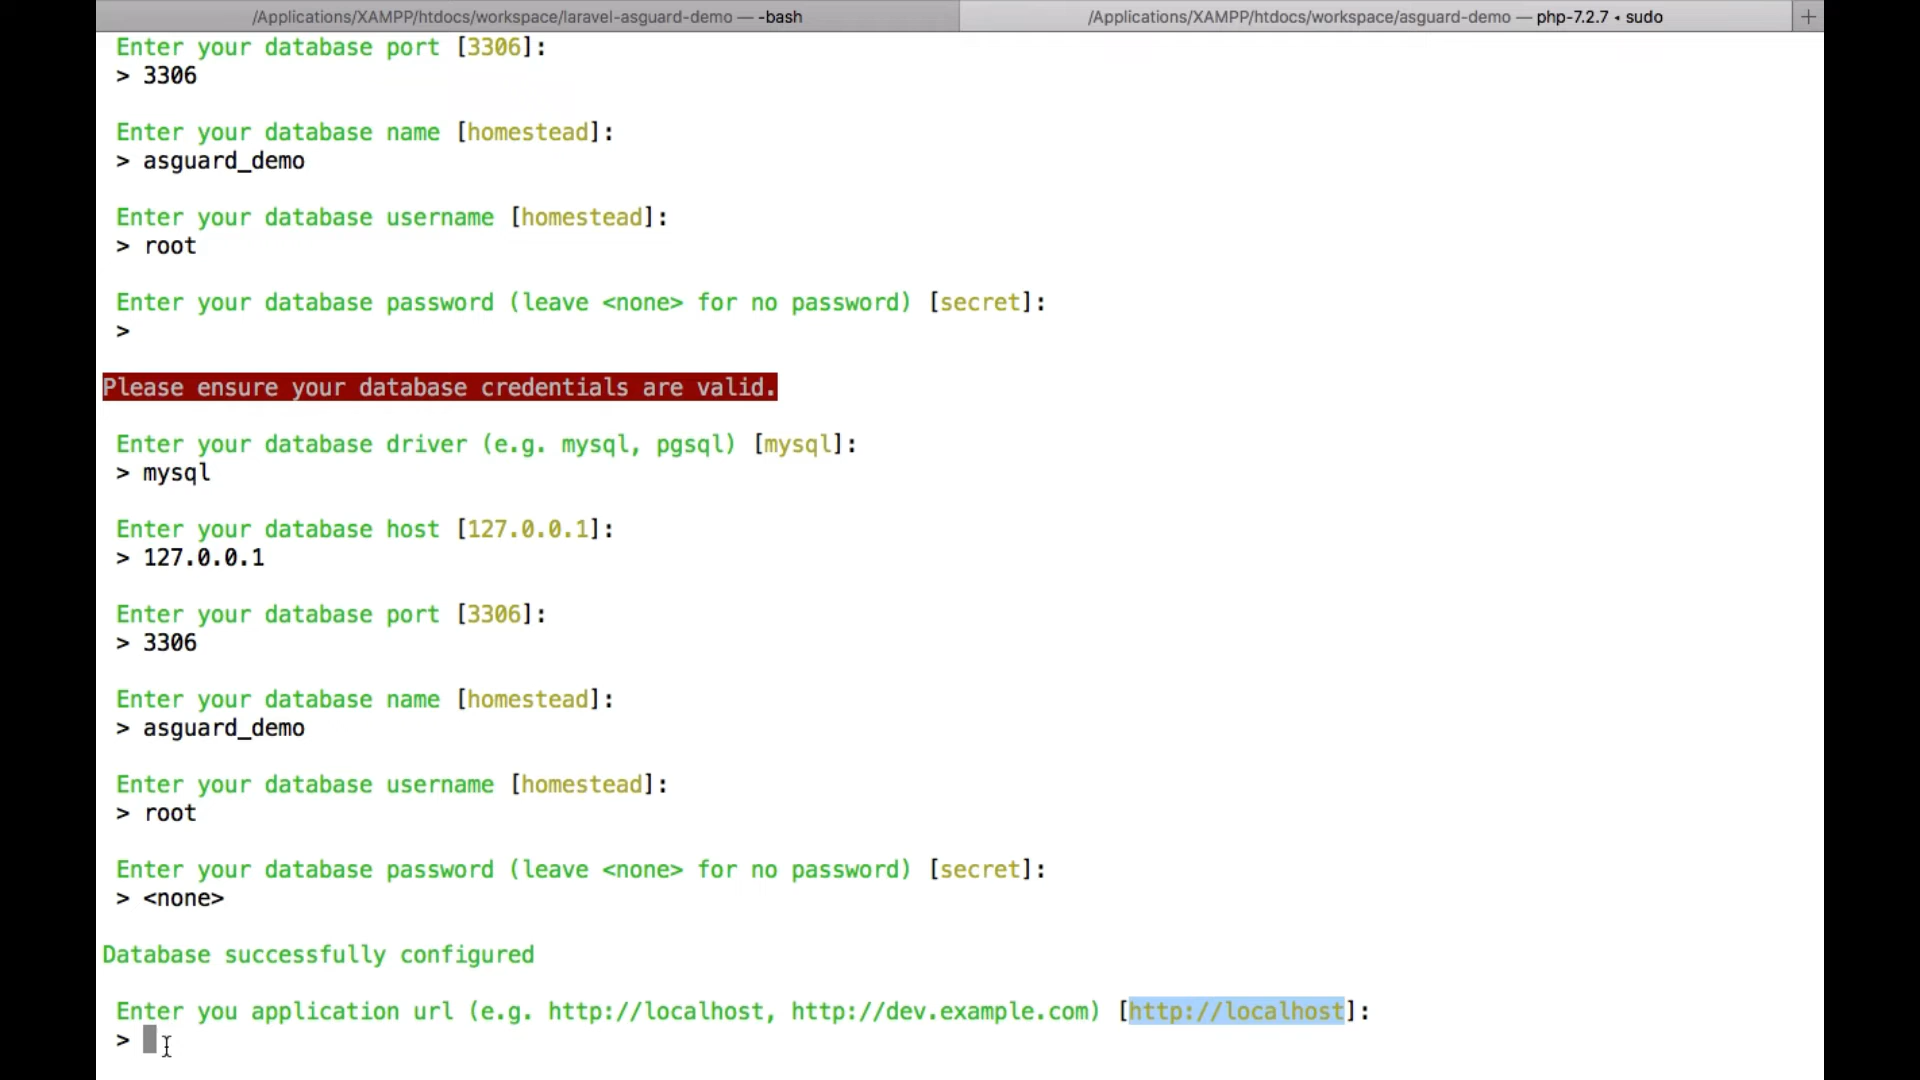 /Applications/XAMPP/htdocs/workspace/laravel-asguard-demo — -bash
/Applications/XAMPP/htdocs/workspace/asguard-demo — php-7.2.7 ◂ sudo
+
Enter your database port [3306]:
> 3306
Enter your database name [homestead]:
> asguard_demo
Enter your database username [homestead]:
> root
Enter your database password (leave <none> for no password) [secret]:
>
Please ensure your database credentials are valid.
Enter your database driver (e.g. mysql, pgsql) [mysql]:
> mysql
Enter your database host [127.0.0.1]:
> 127.0.0.1
Enter your database port [3306]:
> 3306
Enter your database name [homestead]:
> asguard_demo
Enter your database username [homestead]:
> root
Enter your database password (leave <none> for no password) [secret]:
> <none>
Database successfully configured
Enter you application url (e.g. http://localhost, http://dev.example.com) [http://localhost]:
>